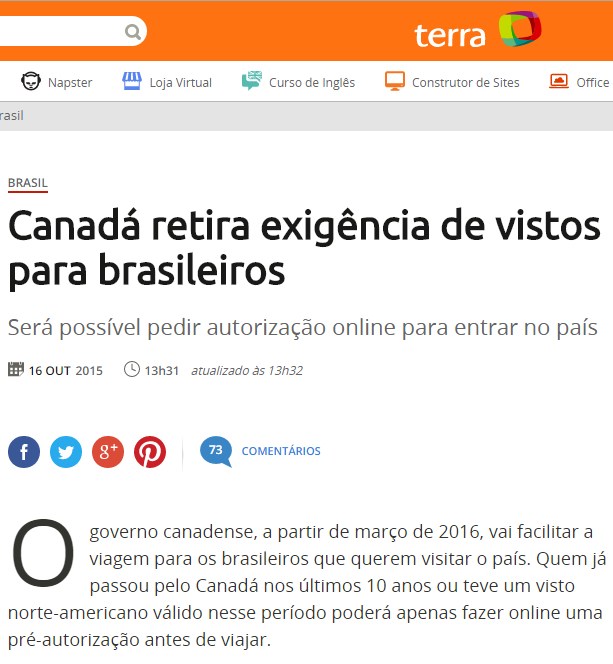 terra
Napster Loja Virtual Curso de Inglês Construtor de Sites Office
rasil
BRASIL
Canadá retira exigência de vistos
para brasileiros
Será possível pedir autorização online para entrar no país
16 OUT 2015 13h31 atualizado às 13h32
f g+ 73 COMENTÁRIOS
O governo canadense, a partir de março de 2016, vai facilitar a
viagem para os brasileiros que querem visitar o país. Quem já
passou pelo Canadá nos últimos 10 anos ou teve um visto
norte-americano válido nesse período poderá apenas fazer online uma
pré-autorização antes de viajar.